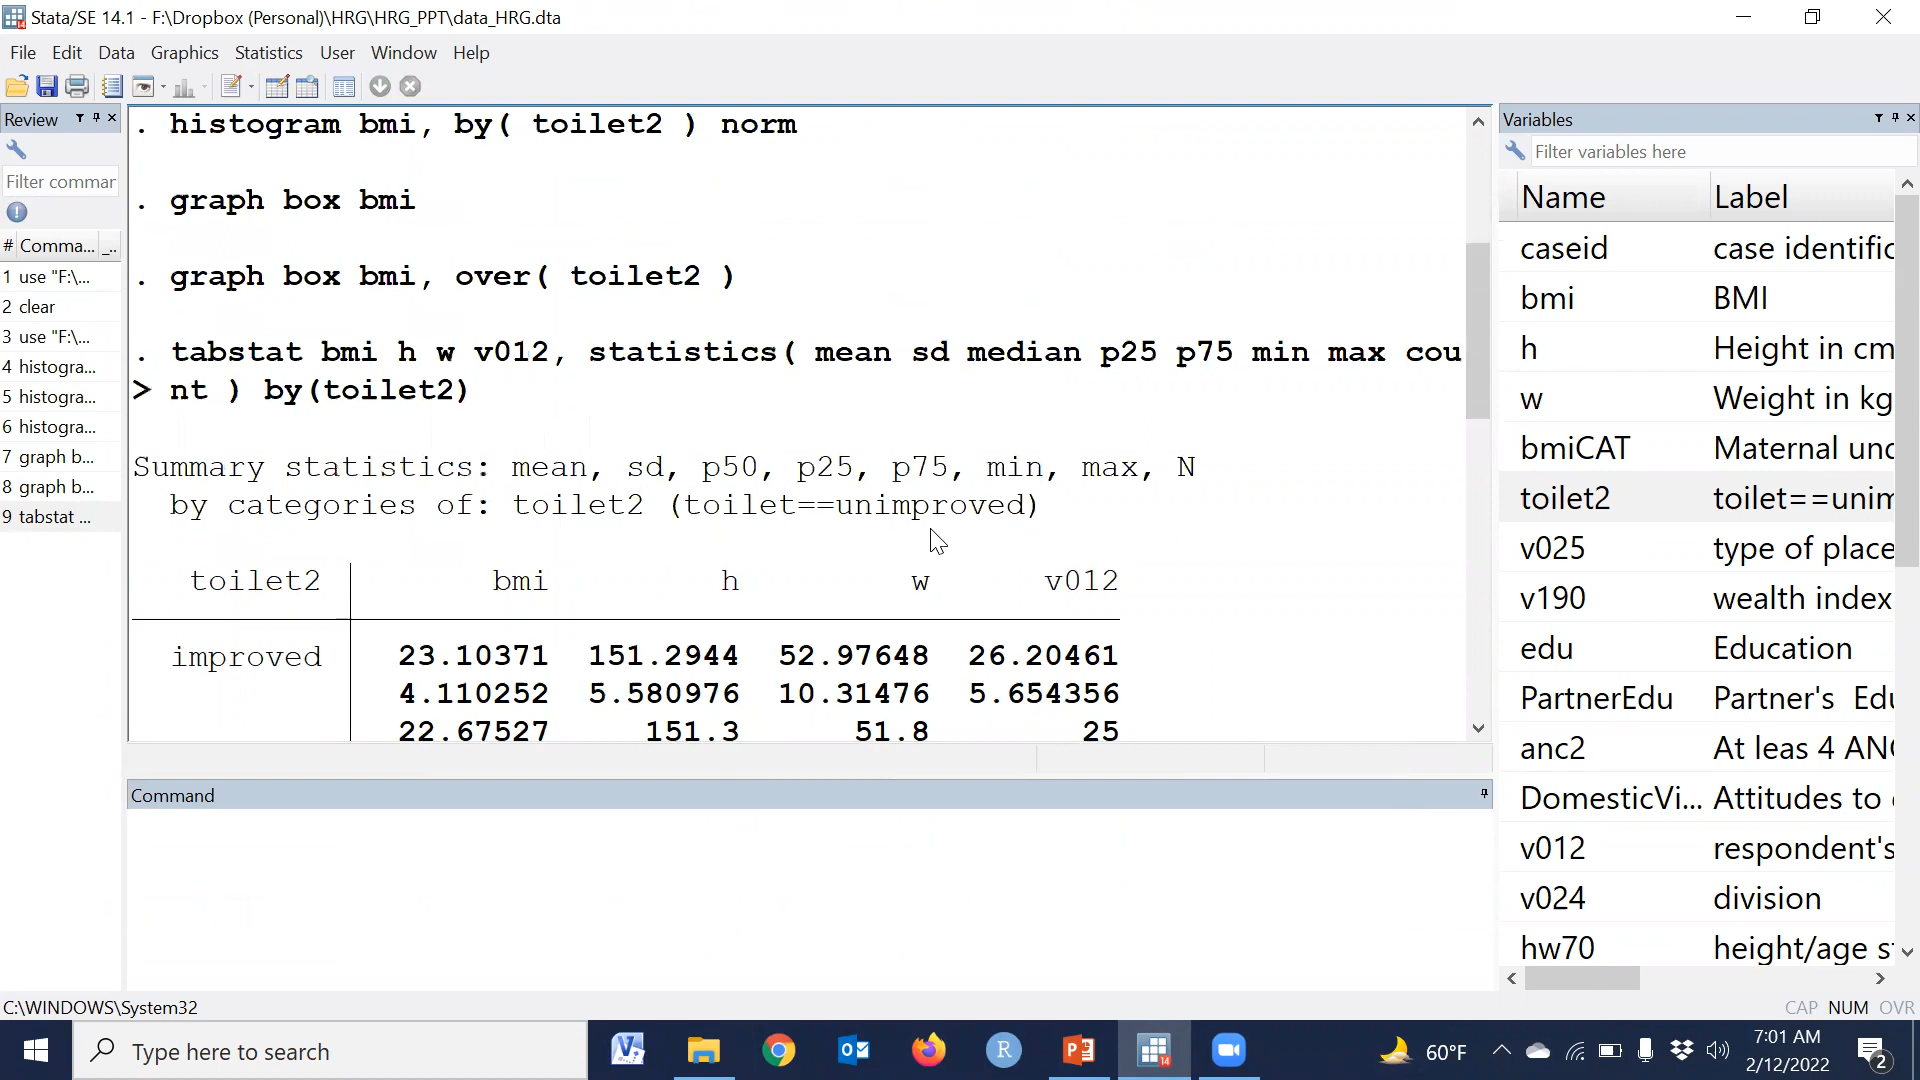 Stata/SE 14.1 - F:\Dropbox (Personal)\HRG\HRG_PPT\data_HRG.dta
File Edit Data Graphics Statistics User Window Help
Review
Filter commar
# Comma... _..
1 use "F:\...
2 clear
3 use "F:\...
4 histogra...
5 histogra...
6 histogra...
7 graph b...
8 graph b...
9 tabstat ...
. histogram bmi, by( toilet2 ) norm
. graph box bmi
. graph box bmi, over( toilet2 )
. tabstat bmi h w v012, statistics( mean sd median p25 p75 min max cou
> nt ) by(toilet2)
Summary statistics: mean, sd, p50, p25, p75, min, max, N
by categories of: toilet2 (toilet==unimproved)
toilet2 bmi h w v012
improved 23.10371 151.2944 52.97648 26.20461
4.110252 5.580976 10.31476 5.654356
22.67527 151.3 51.8 25
Command
Variables
Filter variables here
Name Label
caseid case identific
bmi BMI
h Height in cm
w Weight in kg
bmiCAT Maternal und
toilet2 toilet==unim
v025 type of place
v190 wealth index
edu Education
PartnerEdu Partner's Edu
anc2 At leas 4 ANC
DomesticVi... Attitudes to
v012 respondent's
v024 division
hw70 height/age s
C:\WINDOWS\System32
CAP NUM OVR
Type here to search
60°F
7:01 AM
2/12/2022
2